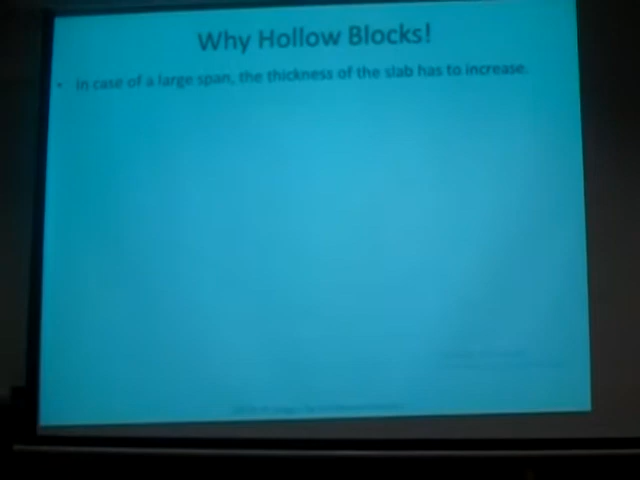 Why Hollow Blocks!
• In case of a large span, the thickness of the slab has to increase.